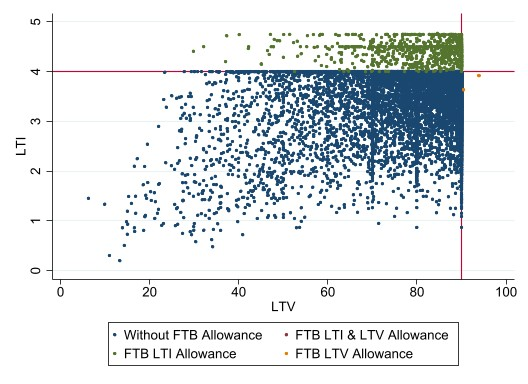 5
4
3
2
1
0
LTI
0 20 40 60 80 100
LTV
Without FTB Allowance FTB LTI & LTV Allowance
FTB LTI Allowance FTB LTV Allowance